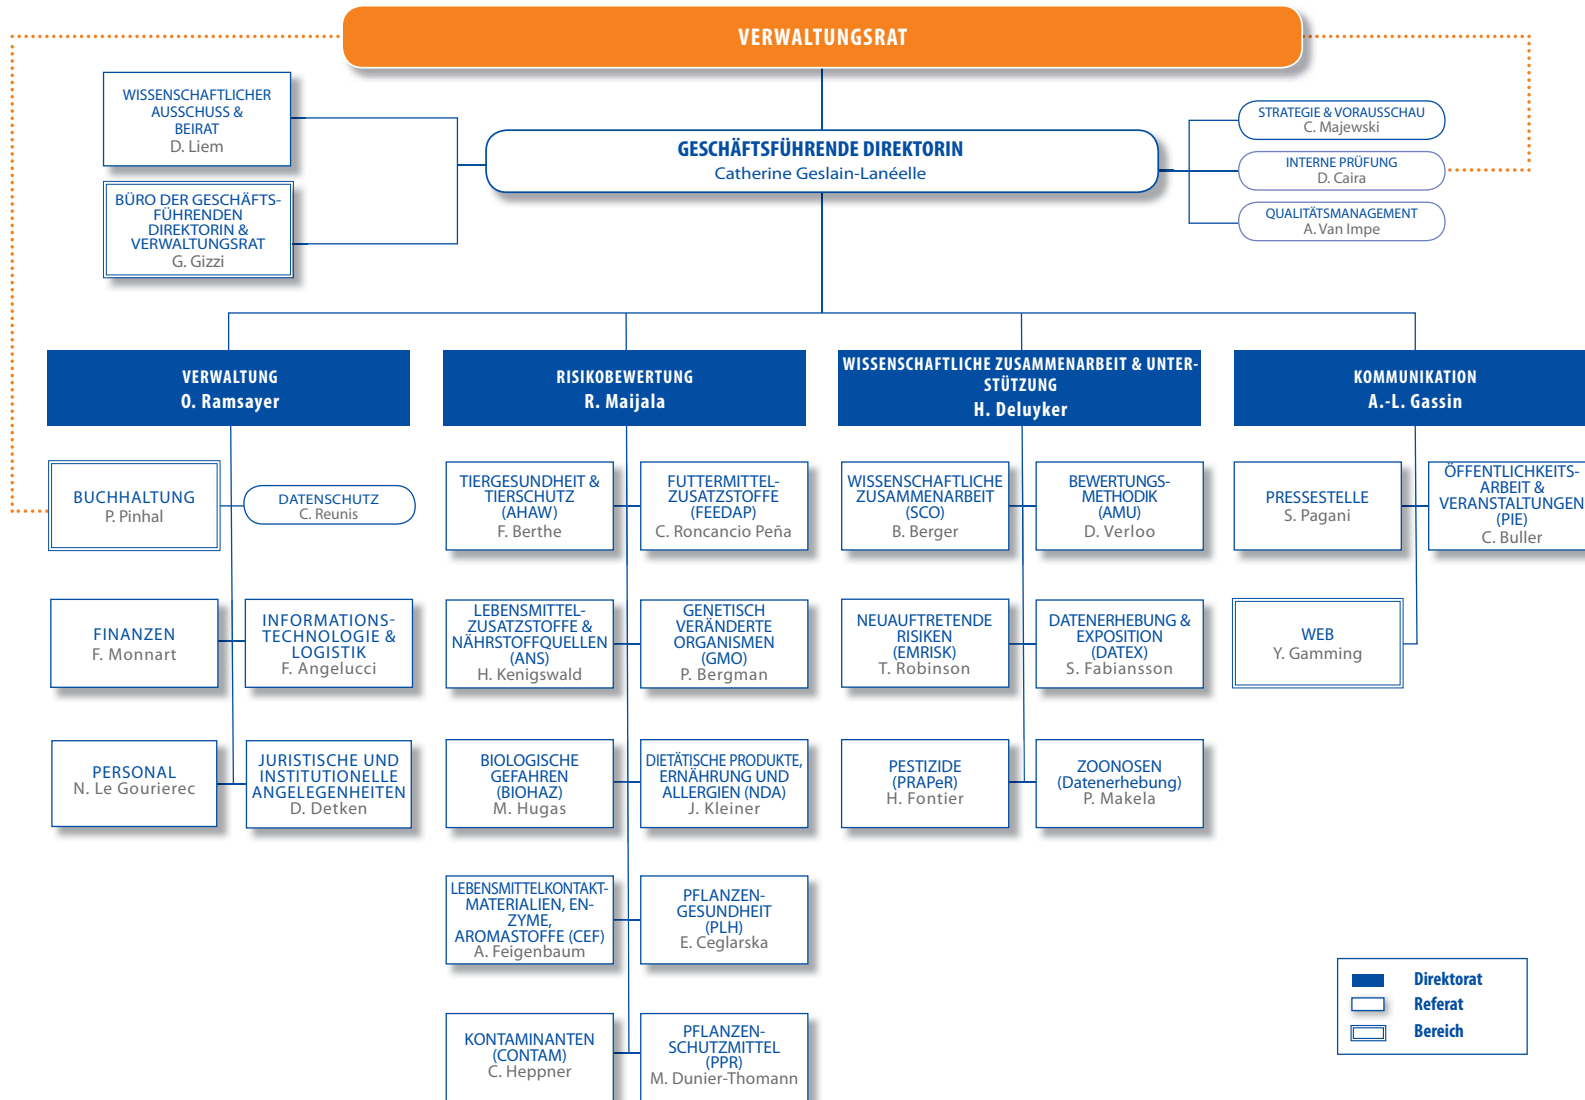 VERWALTUNGSRAT
WISSENSCHAFTLICHER
AUSSCHUSS &
BEIRAT
D. Liem
BÜRO DER GESCHÄFTS-
FÜHRENDEN
DIREKTORIN &
VERWALTUNGSRAT
G. Gizzi
GESCHÄFTSFÜHRENDE DIREKTORIN
Catherine Geslain-Lanéelle
STRATEGIE & VORAUSSCHAU
C. Majewski
INTERNE PRÜFUNG
D. Caira
QUALITÄTSMANAGEMENT
A. Van Impe
VERWALTUNG
O. Ramsayer
BUCHHALTUNG
P. Pinhal
DATENSCHUTZ
C. Reunis
FINANZEN
F. Monnart
INFORMATIONS-
TECHNOLOGIE &
LOGISTIK
F. Angelucci
PERSONAL
N. Le Gourierec
JURISTISCHE UND
INSTITUTIONELLE
ANGELEGENHEITEN
D. Detken
RISIKOBEWERTUNG
R. Maijala
TIERGESUNDHEIT &
TIERSCHUTZ
(AHAW)
F. Berthe
FUTTERMITTEL-
ZUSATZSTOFFE
(FEEDAP)
C. Roncancio Peña
LEBENSMITTEL-
ZUSATZSTOFFE &
NÄHRSTOFFQUELLEN
(ANS)
H. Kenigswald
GENETISCH
VERÄNDERTE
ORGANISMEN
(GMO)
P. Bergman
BIOLOGISCHE
GEFAHREN
(BIOHAZ)
M. Hugas
DIETÄTISCHE PRODUKTE,
ERNÄHRUNG UND
ALLERGIEN (NDA)
J. Kleiner
LEBENSMITTELKONTAKT-
MATERIALIEN, EN-
ZYME,
AROMASTOFFE (CEF)
A. Feigenbaum
PFLANZEN-
GESUNDHEIT
(PLH)
E. Ceglarska
KONTAMINANTEN
(CONTAM)
C. Heppner
PFLANZEN-
SCHUTZMITTEL
(PPR)
M. Dunier-Thomann
WISSENSCHAFTLICHE ZUSAMMENARBEIT & UNTER-
STÜTZUNG
H. Deluyker
WISSENSCHAFTLICHE
ZUSAMMENARBEIT
(SCO)
B. Berger
BEWERTUNGS-
METHODIK
(AMU)
D. Verloo
NEUAUFTRETENDE
RISIKEN
(EMRISK)
T. Robinson
DATENERHEBUNG &
EXPOSITION
(DATEX)
S. Fabiansson
PESTIZIDE
(PRAPeR)
H. Fontier
ZOONOSEN
(Datenerhebung)
P. Makela
KOMMUNIKATION
A.-L. Gassin
PRESSESTELLE
S. Pagani
ÖFFENTLICHKEITS-
ARBEIT &
VERANSTALTUNGEN
(PIE)
C. Buller
WEB
Y. Gamming
Direktorat
Referat
Bereich